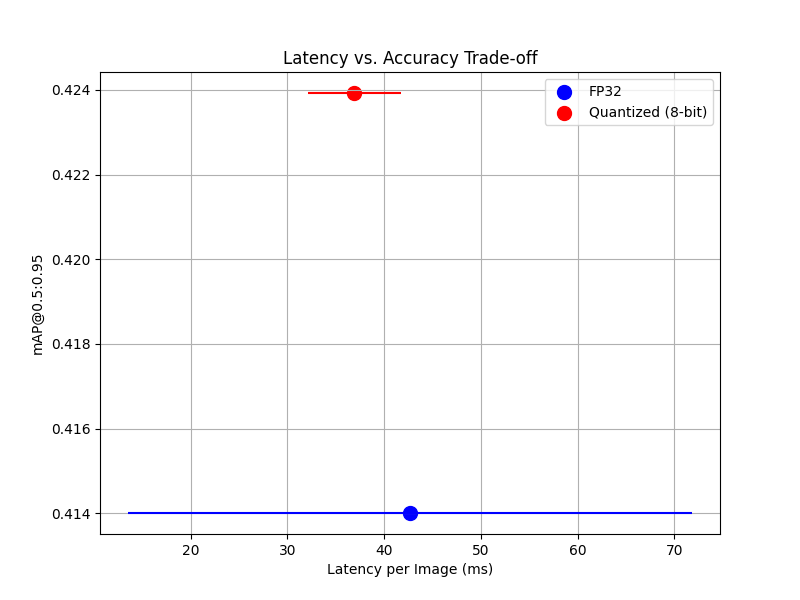 Latency vs. Accuracy Trade-off
FP32
Quantized (8-bit)
0.424
0.422
0.420
0.418
0.416
0.414
mAP@0.5:0.95
20 30 40 50 60 70
Latency per Image (ms)